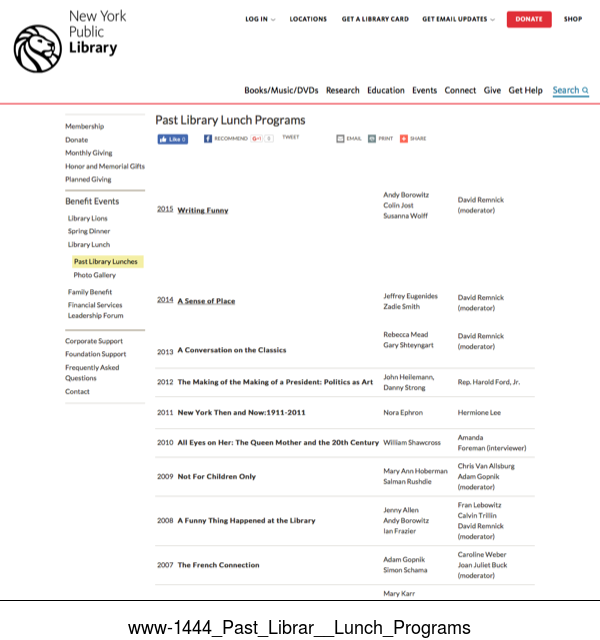 New York
Public
Library
LOG IN
LOCATIONS
GET A LIBRARY CARD
GET EMAIL UPDATES
DONATE
SHOP
Books/Music/DVDs Research Education Events Connect Give Get Help Search
Past Library Lunch Programs
Like 0
RECOMMEND
TWEET
EMAIL
PRINT
SHARE
Membership
Donate
Monthly Giving
Honor and Memorial Gifts
Planned Giving
Benefit Events
Library Lions
Spring Dinner
Library Lunch
Past Library Lunches
Photo Gallery
Family Benefit
Financial Services
Leadership Forum
Corporate Support
Foundation Support
Frequently Asked
Questions
Contact
2015 Writing Funny
Andy Borowitz
Colin Jost
Susanna Wolff
David Remnick
(moderator)
2014 A Sense of Place
Jeffrey Eugenides
Zadie Smith
David Remnick
(moderator)
2013 A Conversation on the Classics
Rebecca Mead
Gary Shteyngart
David Remnick
(moderator)
2012 The Making of the Making of a President: Politics as Art
John Heilemann,
Danny Strong
Rep. Harold Ford, Jr.
2011 New York Then and Now:1911-2011
Nora Ephron
Hermione Lee
2010 All Eyes on Her: The Queen Mother and the 20th Century
William Shawcross
Amanda
Foreman (interviewer)
2009 Not For Children Only
Mary Ann Hoberman
Salman Rushdie
Chris Van Allsburg
Adam Gopnik
(moderator)
2008 A Funny Thing Happened at the Library
Jenny Allen
Andy Borowitz
Ian Frazier
Fran Lebowitz
Calvin Trillin
David Remnick
(moderator)
2007 The French Connection
Adam Gopnik
Simon Schama
Caroline Weber
Joan Juliet Buck
(moderator)
Mary Karr
www-1444_Past_Librar__Lunch_Programs